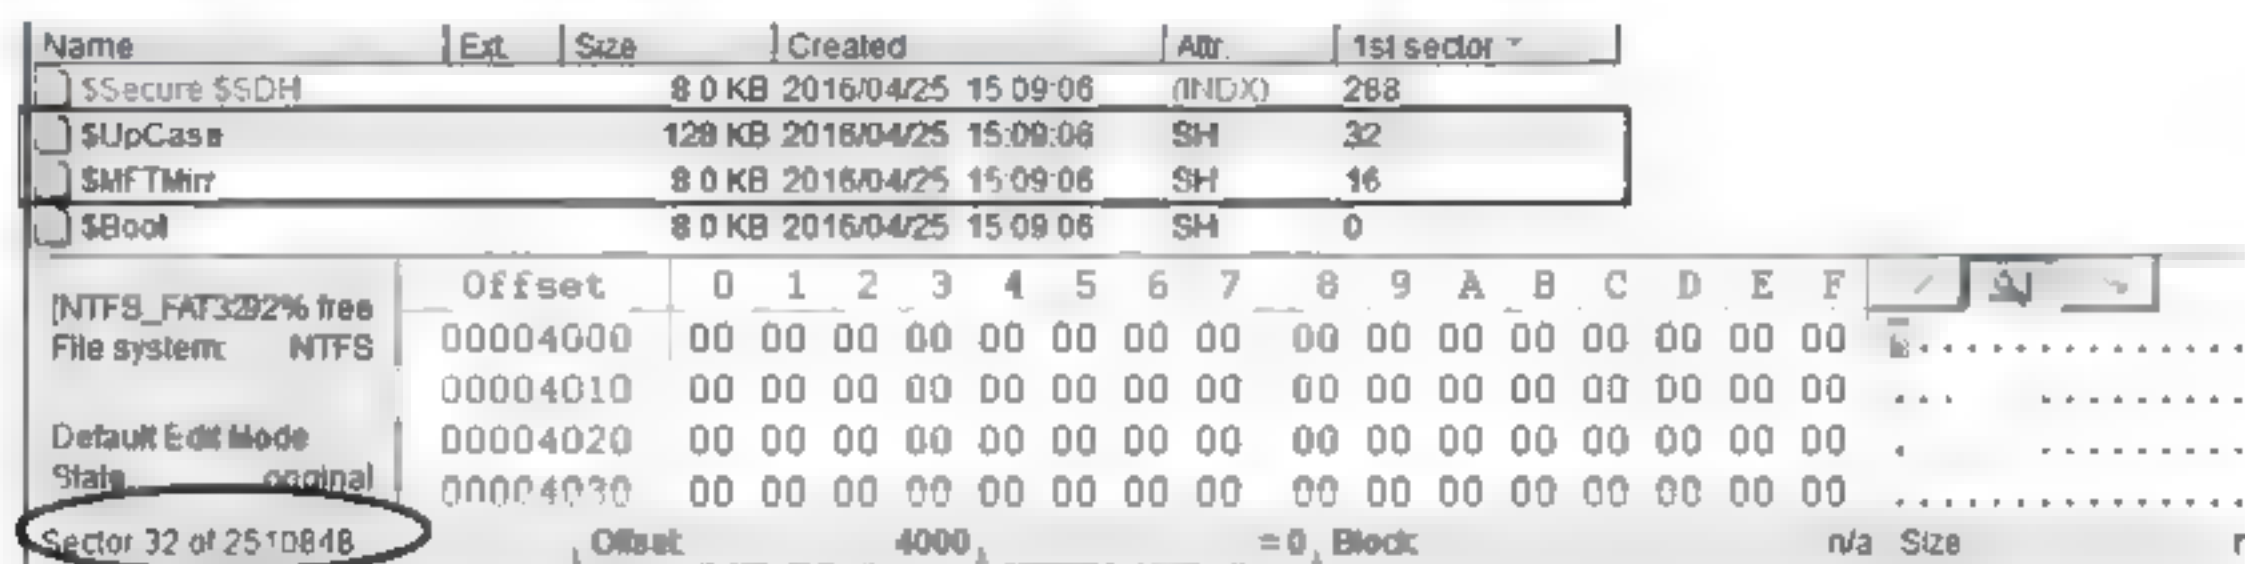 Name Ext. Size Created Attr. 1st sector
$Secure $SDH 8.0 KB 2016/04/25 15:09:06 (INDX) 288
$UpCase 128 KB 2016/04/25 15:09:06 SH 32
$MFTMirr 8.0 KB 2016/04/25 15:09:06 SH 16
$Boot 8.0 KB 2016/04/25 15:09:06 SH 0
Offset 0 1 2 3 4 5 6 7 8 9 A B C D E F
[NTFS_FAT32 92% free
00004000 00 00 00 00 00 00 00 00 00 00 00 00 00 00 00 00
File system: NTFS
00004010 00 00 00 00 00 00 00 00 00 00 00 00 00 00 00 00
Default Edit Mode
00004020 00 00 00 00 00 00 00 00 00 00 00 00 00 00 00 00
State: original
00004030 00 00 00 00 00 00 00 00 00 00 00 00 00 00 00 00
Sector 32 of 2510848 Offset: 4000 = 0 Block: n/a Size